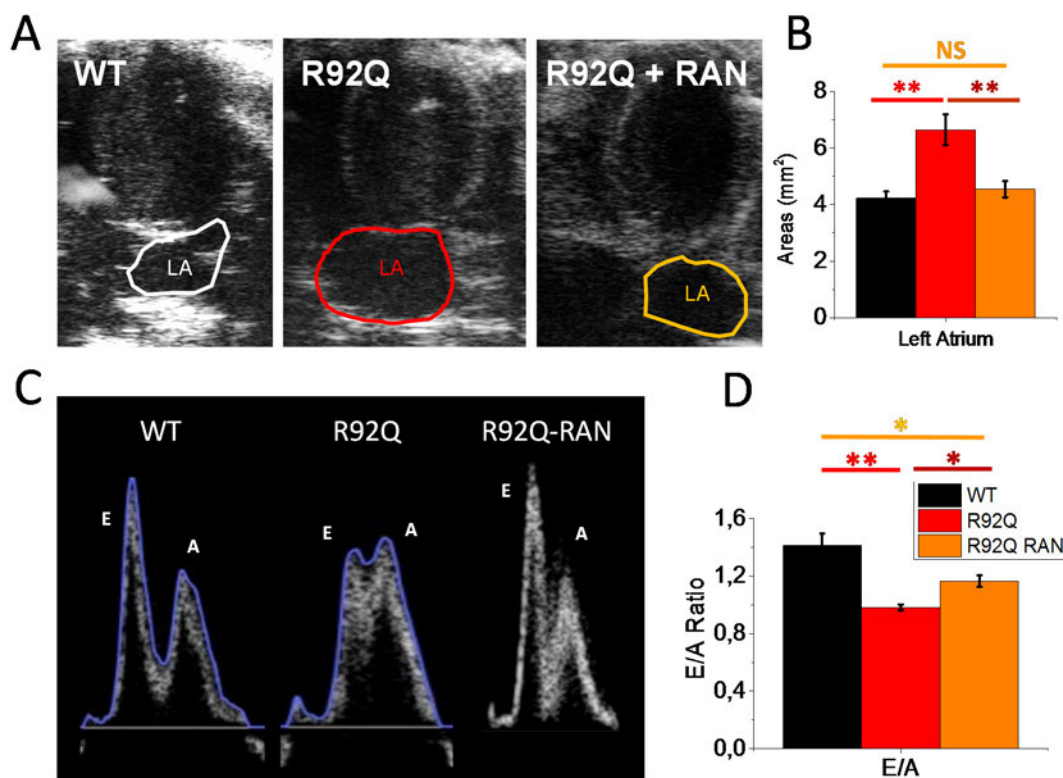 A
WT
R92Q
R92Q + RAN
LA
LA
LA
B
NS
**
**
8
6
4
2
0
Areas (mm²)
Left Atrium
C
WT
R92Q
R92Q-RAN
E
A
E
A
E
A
D
*
**
*
WT
R92Q
R92Q RAN
1,6
1,2
0,8
0,4
0,0
E/A Ratio
E/A